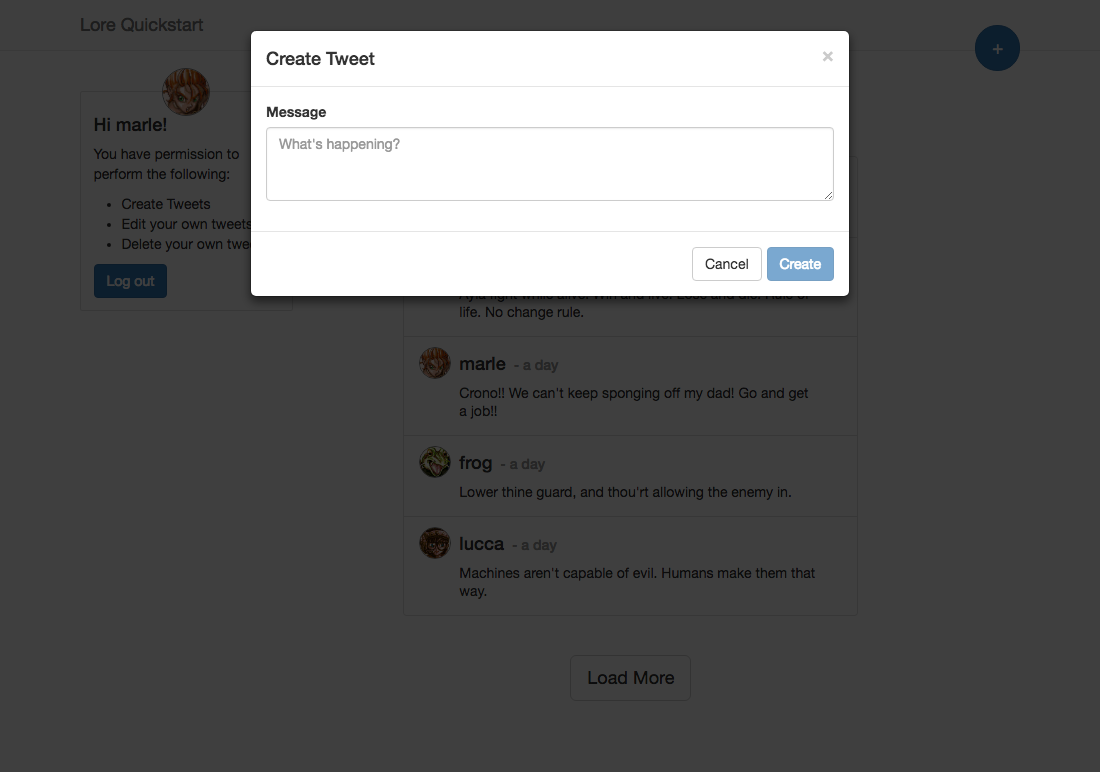 Lore Quickstart
+
Create Tweet
×
Message
What's happening?
Cancel
Create
Hi marle!
You have permission to
perform the following:
• Create Tweets
• Edit your own tweets
• Delete your own twe
Log out
life. No change rule.
marle - a day
Crono!! We can't keep sponging off my dad! Go and get
a job!!
frog - a day
Lower thine guard, and thou'rt allowing the enemy in.
lucca - a day
Machines aren't capable of evil. Humans make them that
way.
Load More